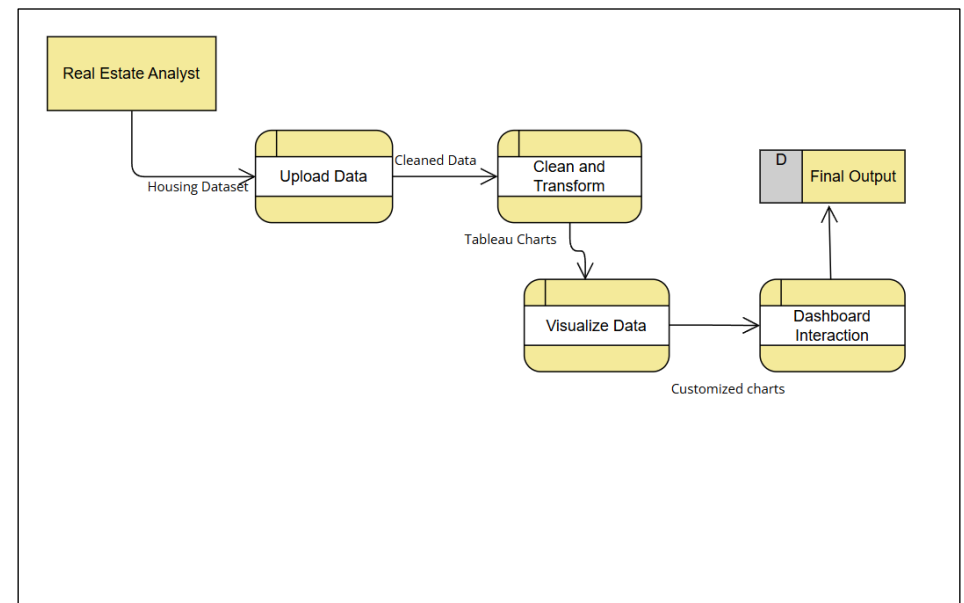 Real Estate Analyst
Housing Dataset
Upload Data
Cleaned Data
Clean and
Transform
Tableau Charts
Visualize Data
Customized charts
Dashboard
Interaction
D
Final Output